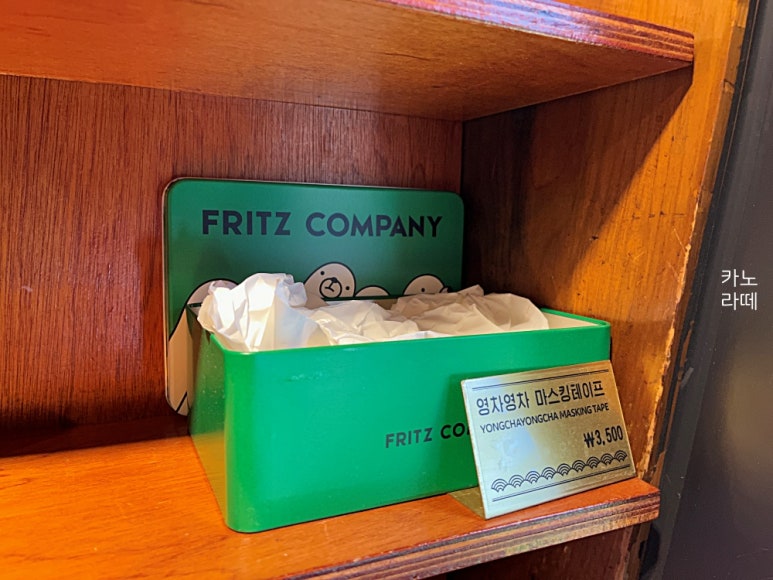 FRITZ COMPANY
FRITZ
영차영차 마스킹테이프
YONGCHAYONGCHA MASKING TAPE
₩3,500
카노
라떼